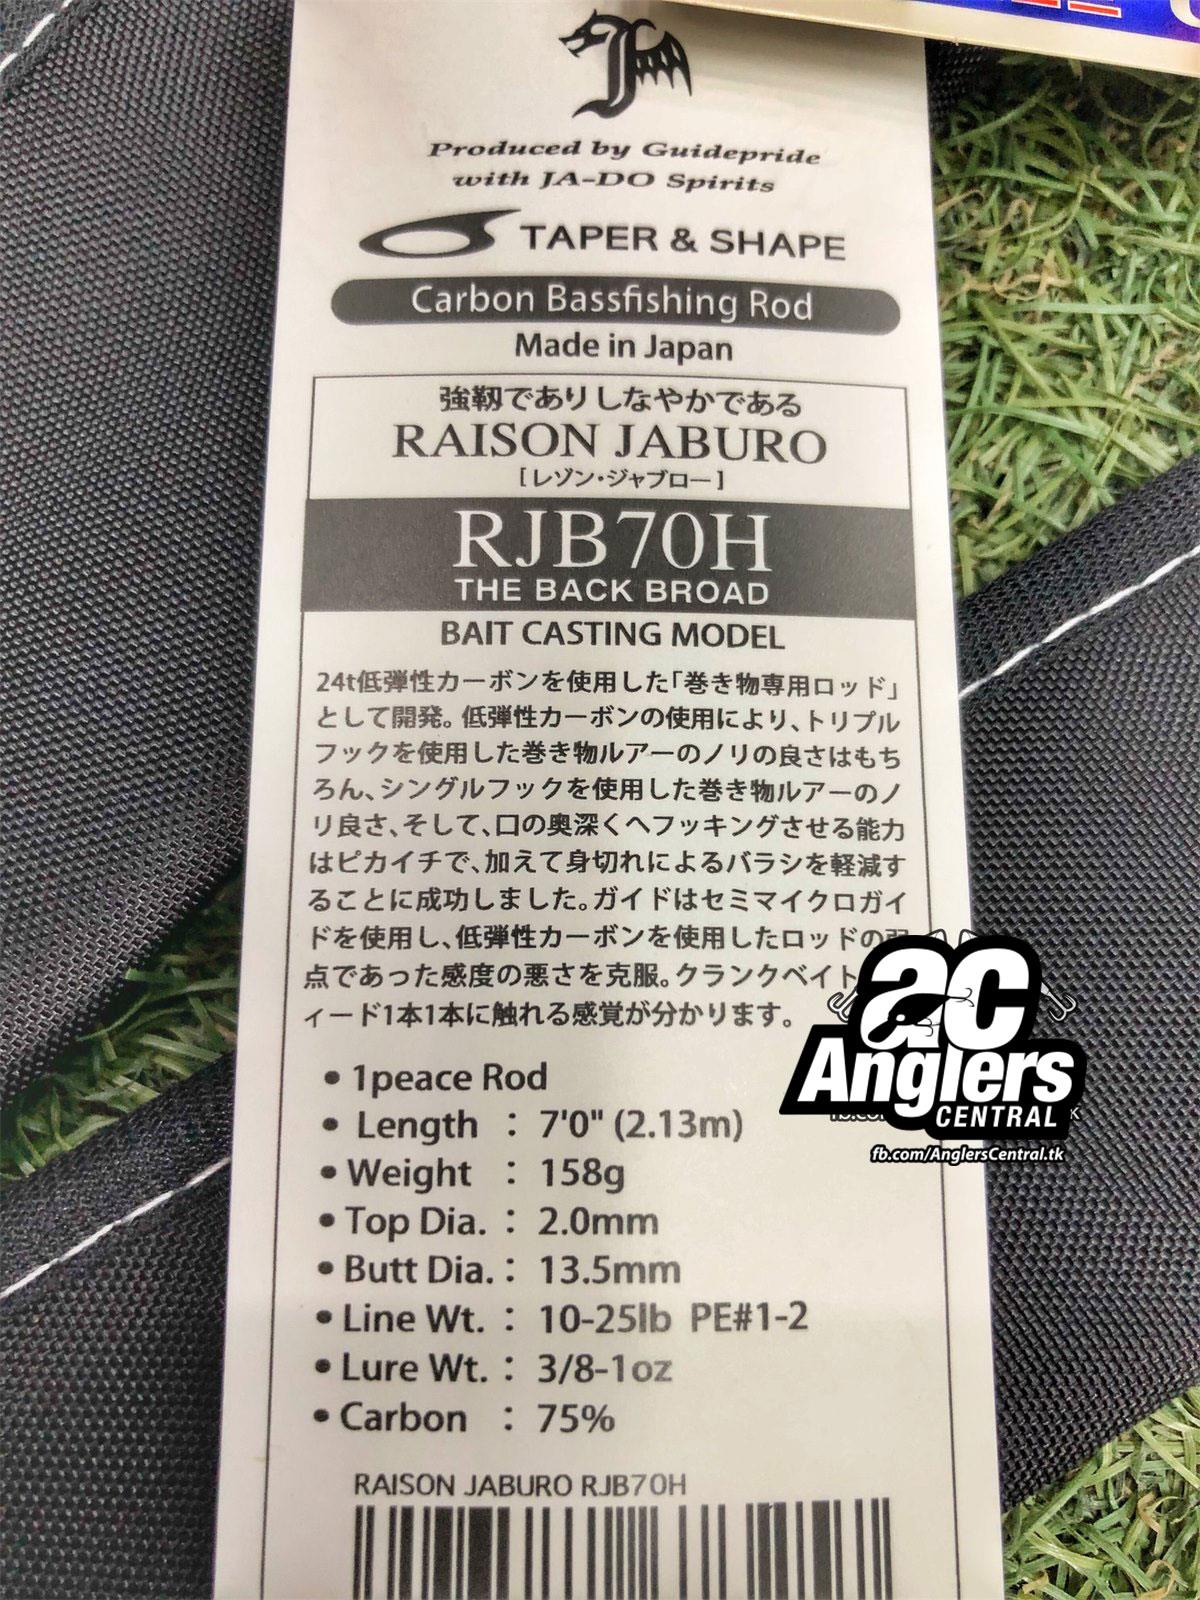 Produced by Guidepride
with JA-DO Spirits
TAPER & SHAPE
Carbon Bassfishing Rod
Made in Japan
強靭でありしなやかである
RAISON JABURO
[レゾン・ジャブロー]
RJB70H
THE BACK BROAD
BAIT CASTING MODEL
24t低弾性カーボンを使用した「巻き物専用ロッド」
として開発。低弾性カーボンの使用により、トリプル
フックを使用した巻き物ルアーのノリの良さはもち
ろん、シングルフックを使用した巻き物ルアーのノ
リ良さ、そして、口の奥深くへフッキングさせる能力
はピカイチで、加えて身切れによるバラシを軽減す
ることに成功しました。ガイドはセミマイクロガイ
ドを使用し、低弾性カーボンを使用したロッドの弱
点であった感度の悪さを克服。クランクベイト
ィード1本1本に触れる感覚が分かります。
• 1peace Rod
• Length : 7'0" (2.13m)
• Weight : 158g
• Top Dia. : 2.0mm
• Butt Dia. : 13.5mm
• Line Wt. : 10-25lb PE#1-2
• Lure Wt. : 3/8-1oz
• Carbon : 75%
RAISON JABURO RJB70H
ac
Anglers
CENTRAL
fb.com/AnglersCentral.tk